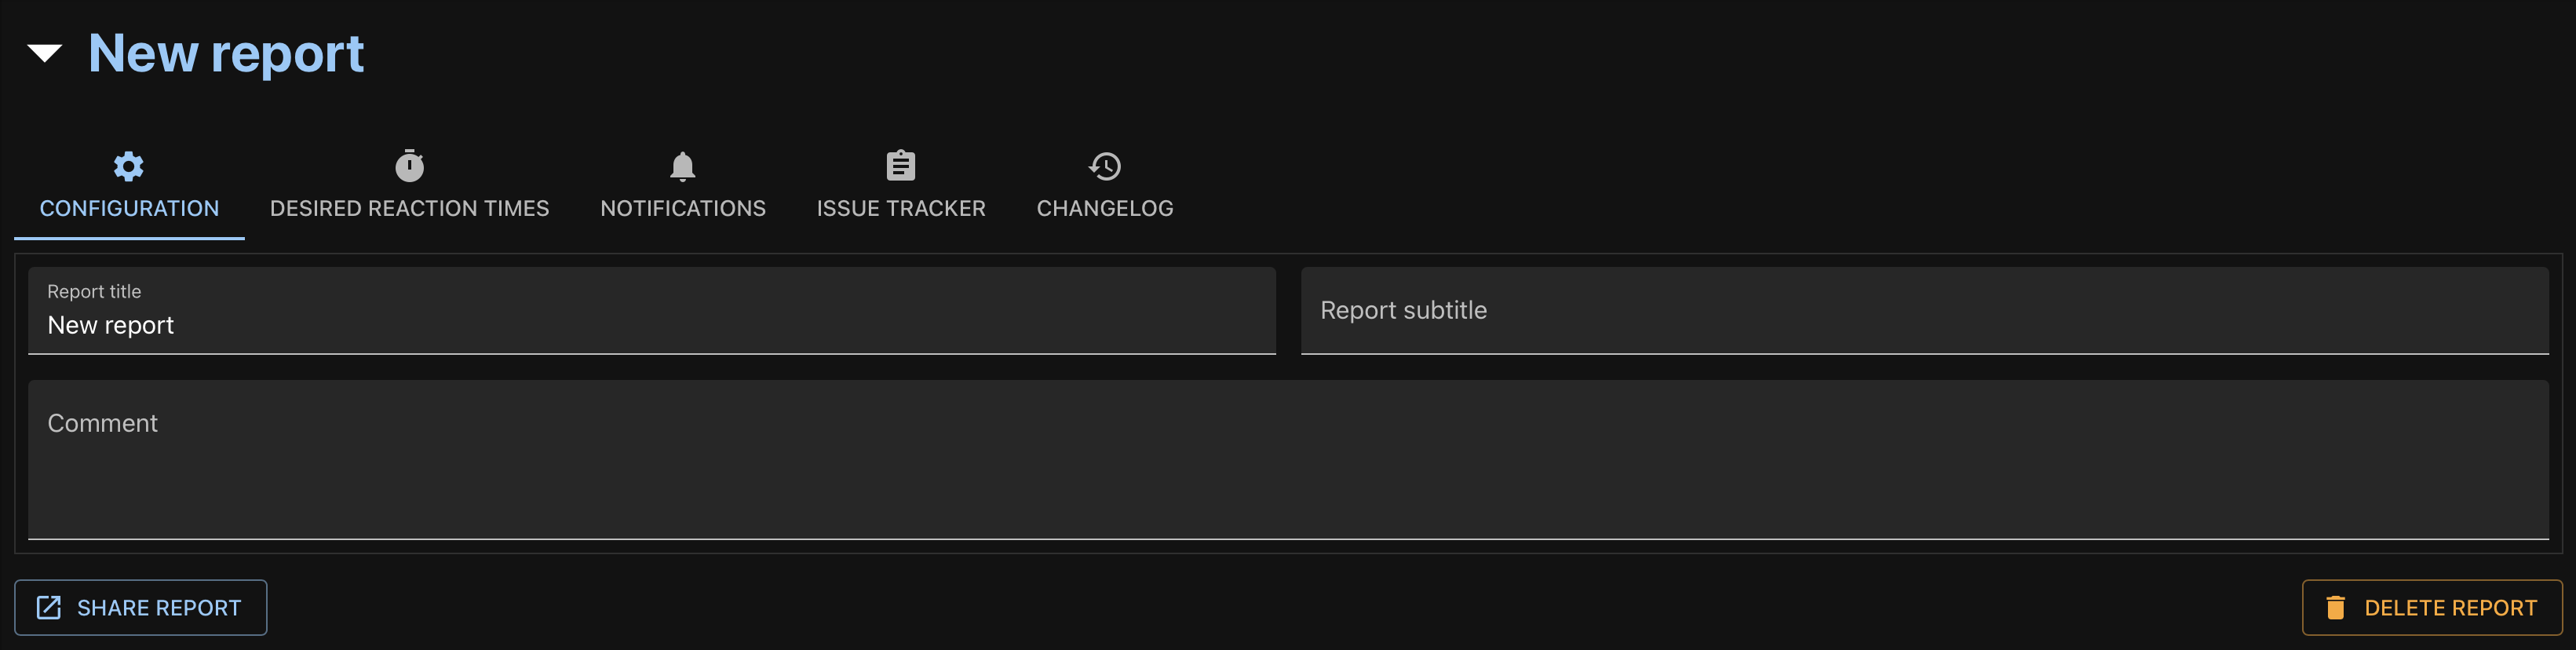 New report
CONFIGURATION
DESIRED REACTION TIMES
NOTIFICATIONS
ISSUE TRACKER
CHANGELOG
Report title
New report
Report subtitle
Comment
SHARE REPORT
DELETE REPORT